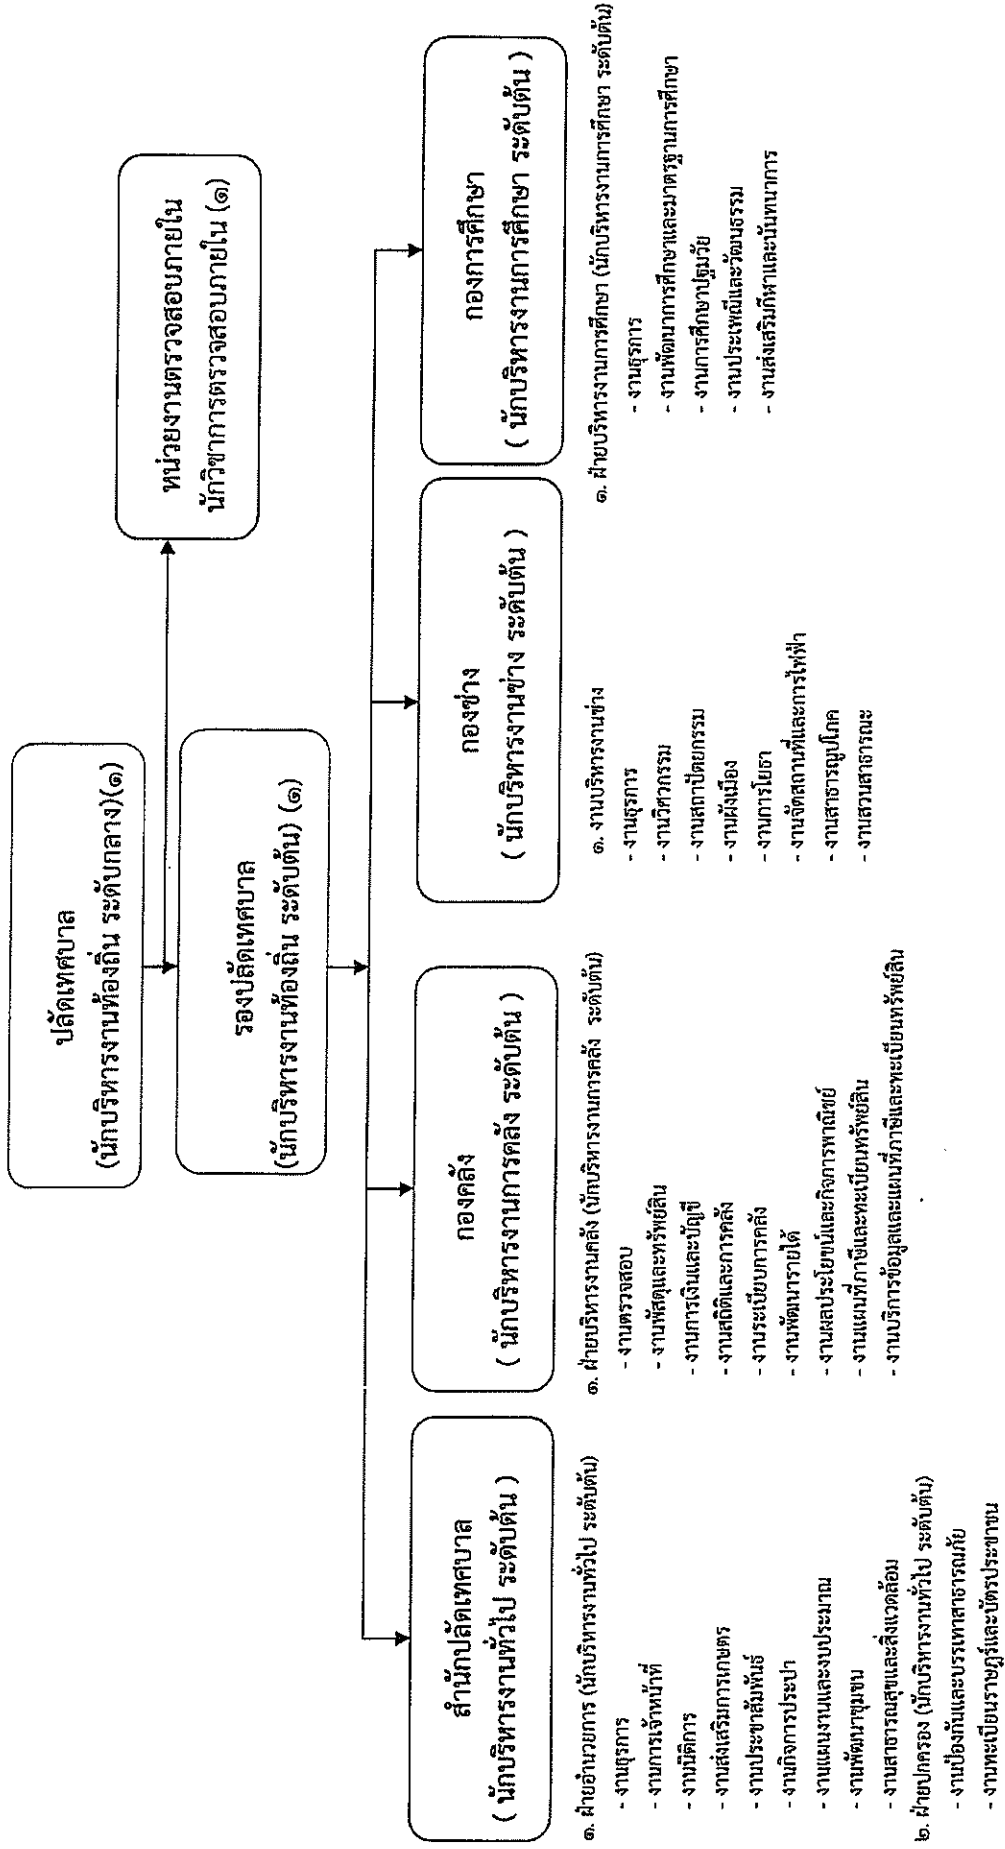 ปลัดเทศบาล
(นักบริหารงานท้องถิ่น ระดับกลาง)(๑)
หน่วยงานตรวจสอบภายใน
นักวิชาการตรวจสอบภายใน (๑)
รองปลัดเทศบาล
(นักบริหารงานท้องถิ่น ระดับต้น) (๑)
สำนักปลัดเทศบาล
( นักบริหารงานทั่วไป ระดับต้น )
๑. ฝ่ายอำนวยการ (นักบริหารงานทั่วไป ระดับต้น)
- งานธุรการ
- งานการเจ้าหน้าที่
- งานนิติการ
- งานส่งเสริมการเกษตร
- งานประชาสัมพันธ์
- งานกิจการประปา
- งานแผนงานและงบประมาณ
- งานพัฒนาชุมชน
- งานสาธารณสุขและสิ่งแวดล้อม
๒. ฝ่ายปกครอง (นักบริหารงานทั่วไป ระดับต้น)
- งานป้องกันและบรรเทาสาธารณภัย
- งานทะเบียนราษฎร์และบัตรประชาชน
กองคลัง
( นักบริหารงานการคลัง ระดับต้น )
๑. ฝ่ายบริหารงานคลัง (นักบริหารงานการคลัง ระดับต้น)
- งานตรวจสอบ
- งานพัสดุและทรัพย์สิน
- งานการเงินและบัญชี
- งานสถิติและการคลัง
- งานระเบียบการคลัง
- งานพัฒนารายได้
- งานผลประโยชน์และกิจการพาณิชย์
- งานแผนที่ภาษีและทะเบียนทรัพย์สิน
- งานบริการข้อมูลและแผนที่ภาษีและทะเบียนทรัพย์สิน
กองช่าง
( นักบริหารงานช่าง ระดับต้น )
๑. งานบริหารงานช่าง
- งานธุรการ
- งานวิศวกรรม
- งานสถาปัตยกรรม
- งานผังเมือง
- งานการโยธา
- งานจัดสถานที่และการไฟฟ้า
- งานสาธารณูปโภค
- งานสวนสาธารณะ
กองการศึกษา
( นักบริหารงานการศึกษา ระดับต้น )
๑. ฝ่ายบริหารงานการศึกษา (นักบริหารงานการศึกษา ระดับต้น)
- งานธุรการ
- งานพัฒนาการศึกษาและมาตรฐานการศึกษา
- งานการศึกษาปฐมวัย
- งานประเพณีและวัฒนธรรม
- งานส่งเสริมกีฬาและนันทนาการ